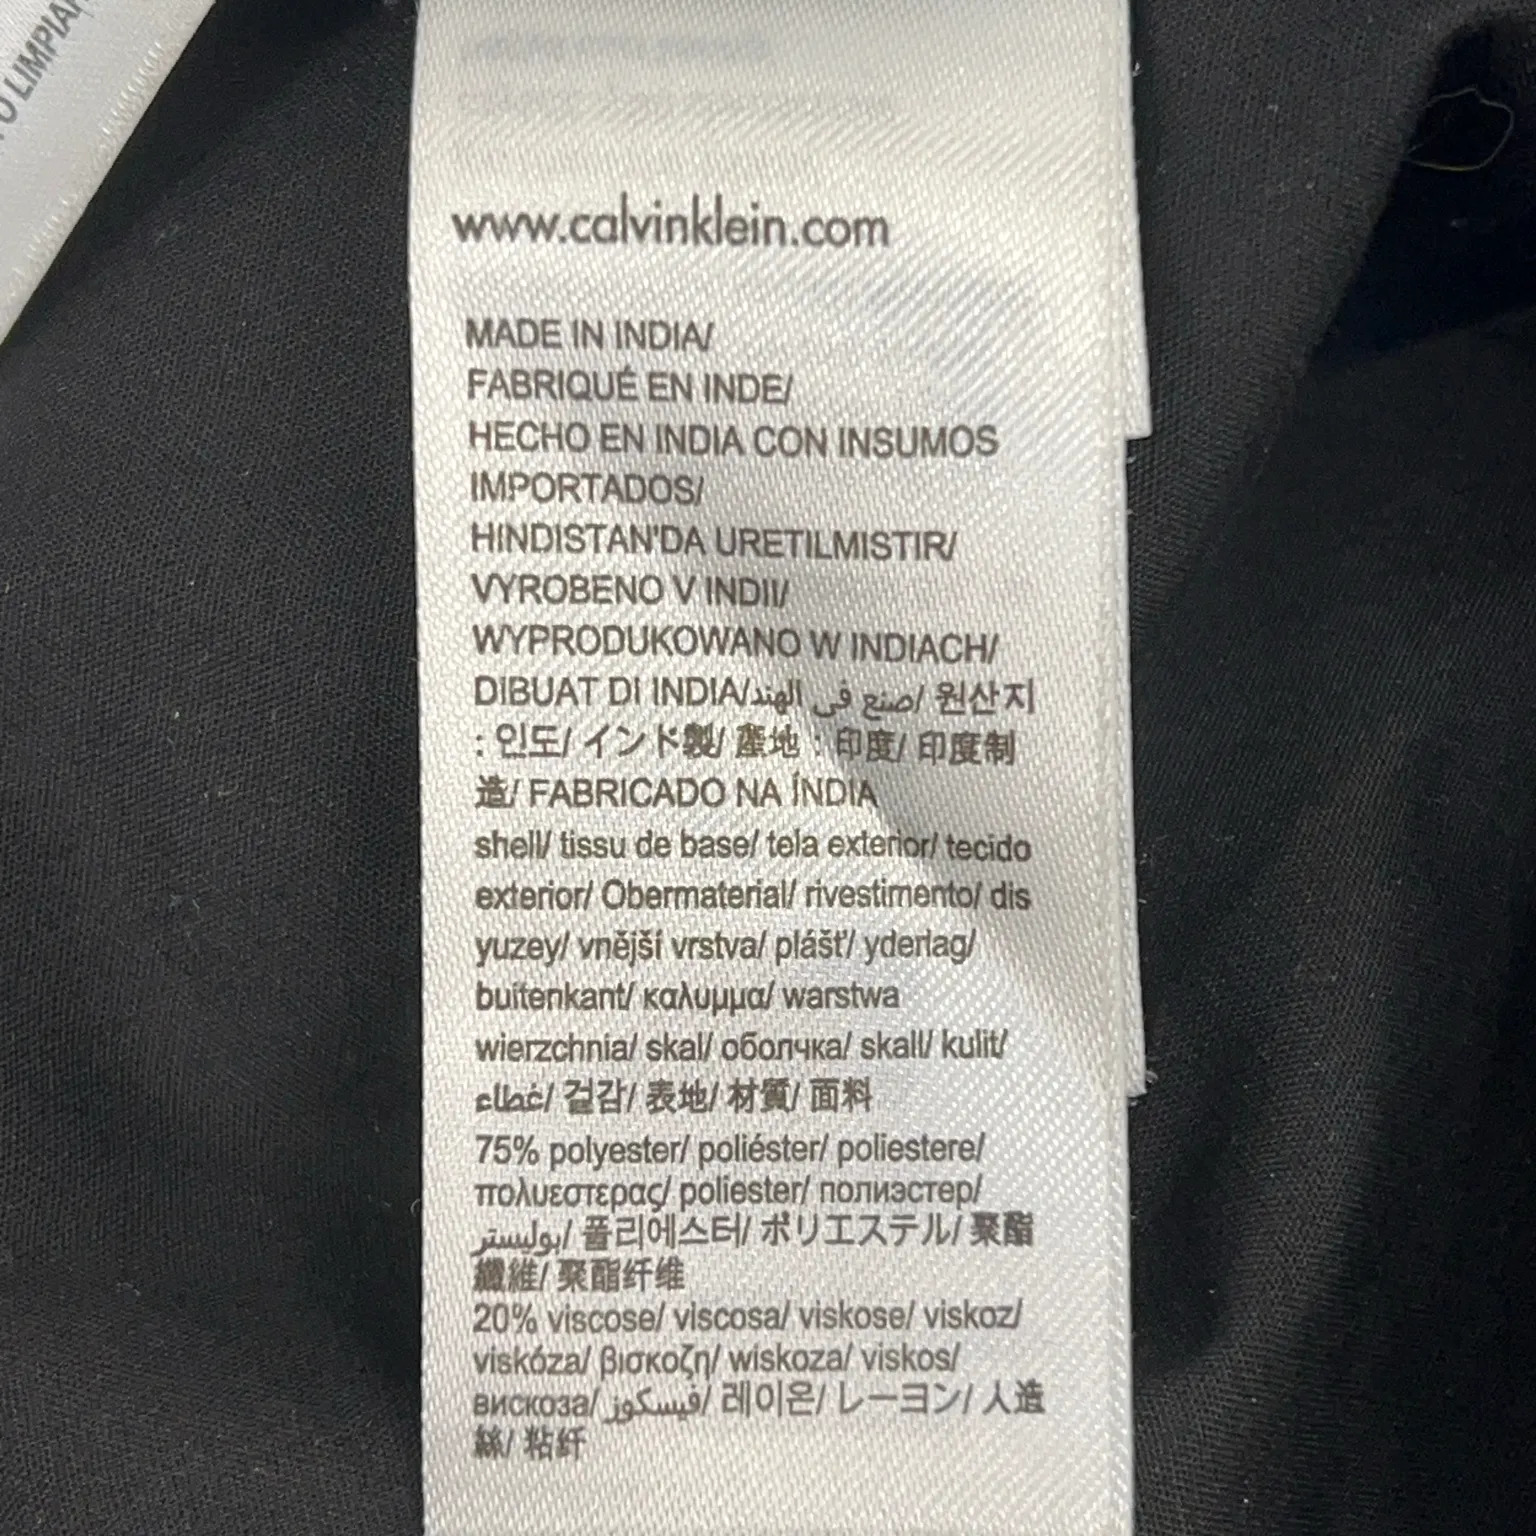 O LIMPIAR
www.calvinklein.com
MADE IN INDIA/
FABRIQUÉ EN INDE/
HECHO EN INDIA CON INSUMOS
IMPORTADOS/
HINDISTAN'DA URETILMISTIR/
VYROBENO V INDII/
WYPRODUKOWANO W INDIACH/
DIBUAT DI INDIA/صنع في الهند/ 원산지
: 인도/ インド製/ 產地 : 印度/ 印度制
造/ FABRICADO NA ÍNDIA
shell/ tissu de base/ tela exterior/ tecido
exterior/ Obermaterial/ rivestimento/ dis
yuzey/ vnější vrstva/ plášt'/ yderlag/
buitenkant/ καλυμμα/ warstwa
wierzchnia/ skal/ оболчка/ skall/ kulit/
غطاء/ 겉감/ 表地/ 材質/ 面料
75% polyester/ poliéster/ poliestere/
πολυεστερας/ poliester/ полиэстер/
بوليستر/ 폴리에스터/ ポリエステル/ 聚酯
纖維/ 聚酯纤维
20% viscose/ viscosa/ viskose/ viskoz/
viskóza/ βισκοζη/ wiskoza/ viskos/
вискоза/ فيسكوز/ 레이온/ レーヨン/ 人造
絲/ 粘纤